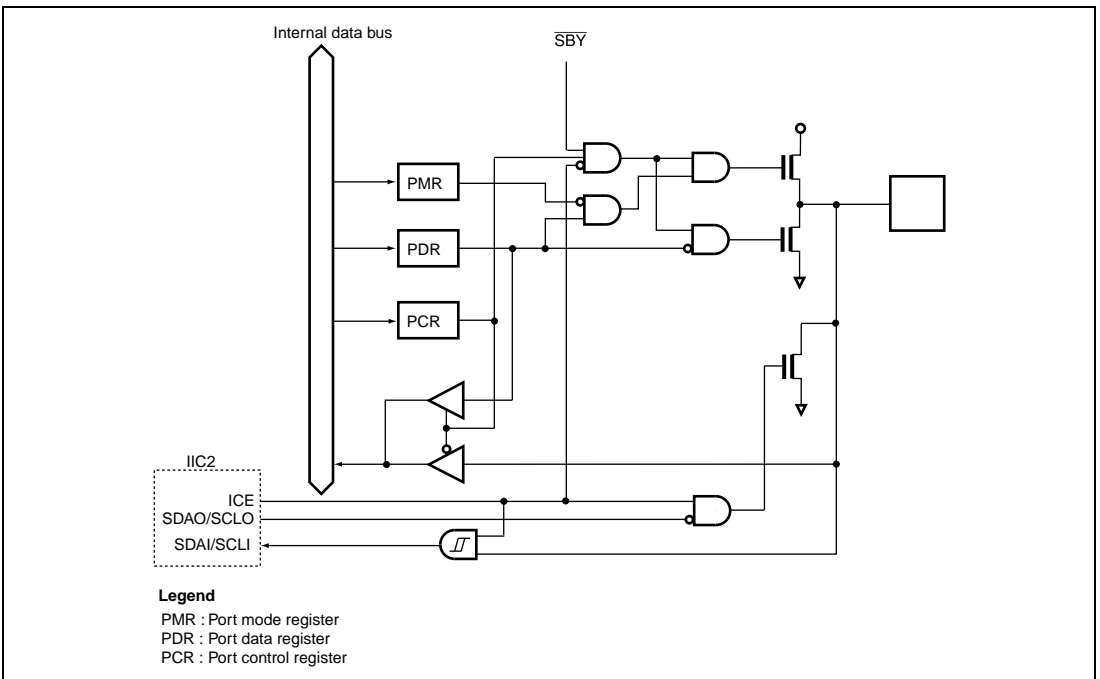 Internal data bus
SBY
PMR
PDR
PCR
IIC2
ICE
SDAO/SCLO
SDAI/SCLI
Legend
PMR : Port mode register
PDR : Port data register
PCR : Port control register